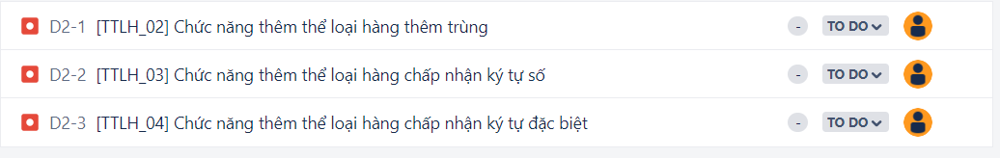 D2-1 [TTLH_02] Chức năng thêm thể loại hàng thêm trùng - TO DO
D2-2 [TTLH_03] Chức năng thêm thể loại hàng chấp nhận ký tự số - TO DO
D2-3 [TTLH_04] Chức năng thêm thể loại hàng chấp nhận ký tự đặc biệt - TO DO